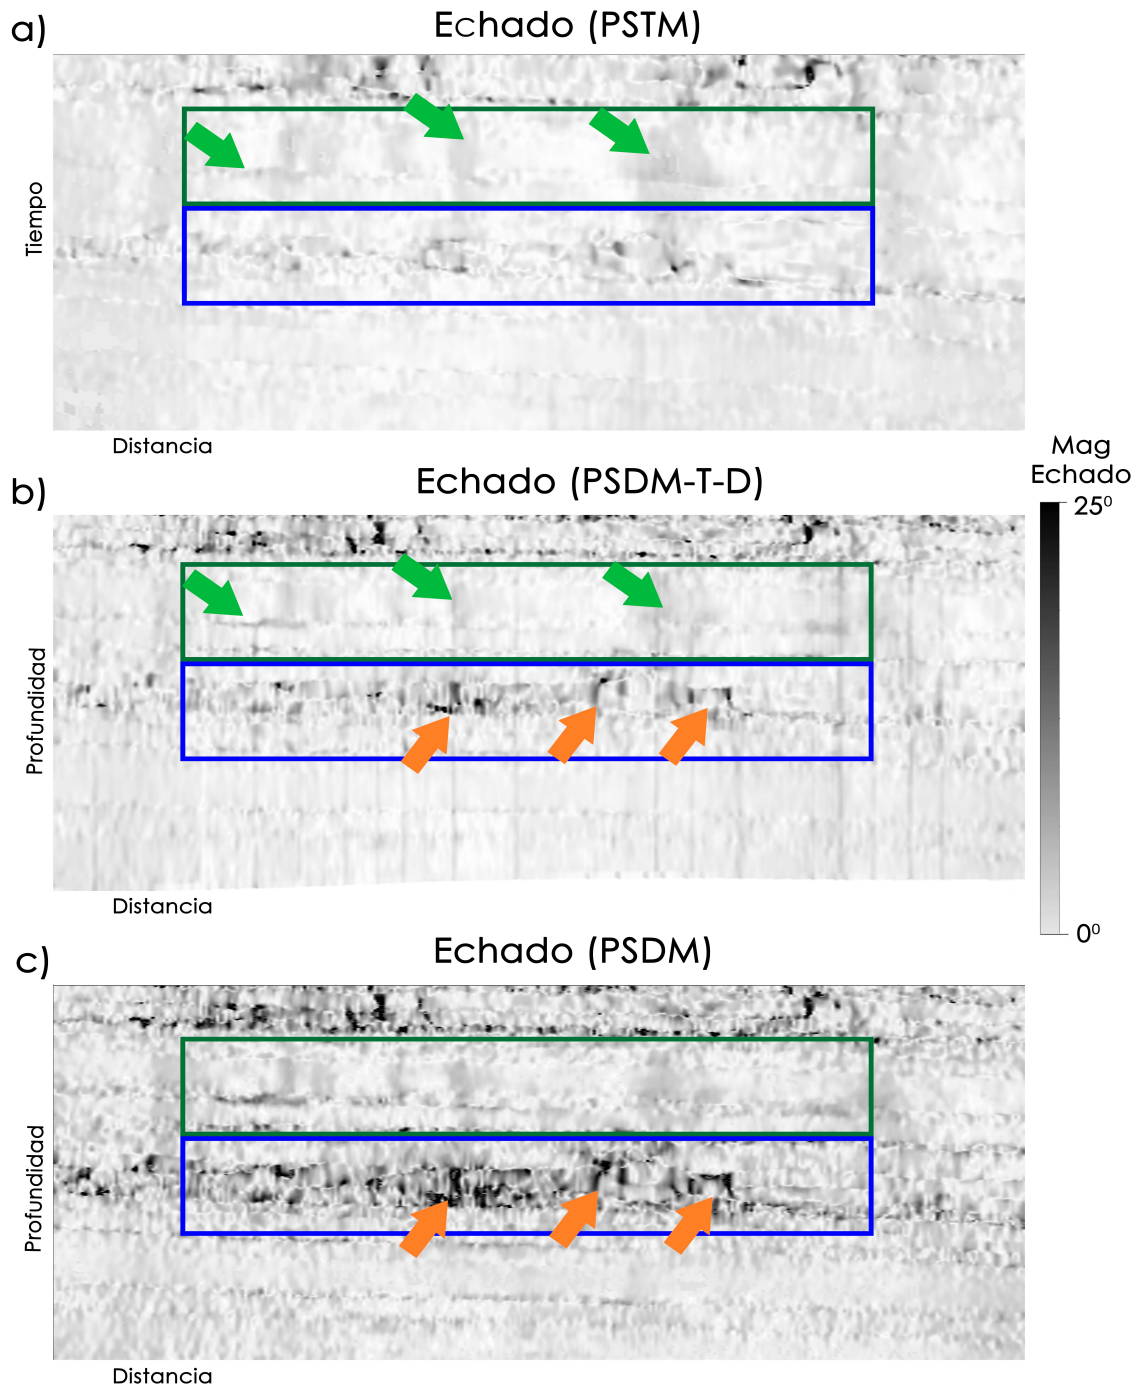 a)
Echado (PSTM)
Tiempo
Distancia
b)
Echado (PSDM-T-D)
Profundidad
Distancia
Mag
Echado
25⁰
0⁰
c)
Echado (PSDM)
Profundidad
Distancia